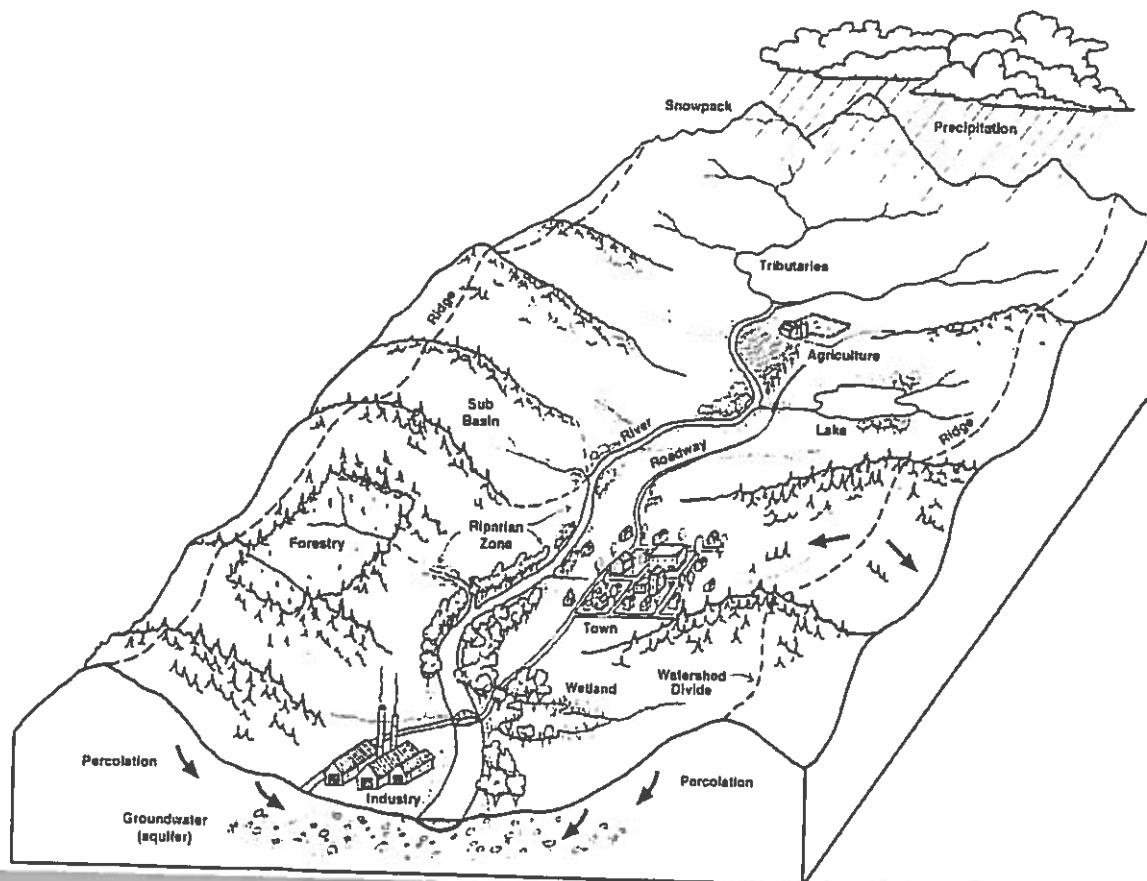 Snowpack
Precipitation
Tributaries
Ridge
Agriculture
Sub
Basin
River
Lake
Ridge
Roadway
Riparian
Zone
Forestry
Town
Wetland
Watershed
Divide
Percolation
Percolation
Industry
Groundwater
(aquifer)